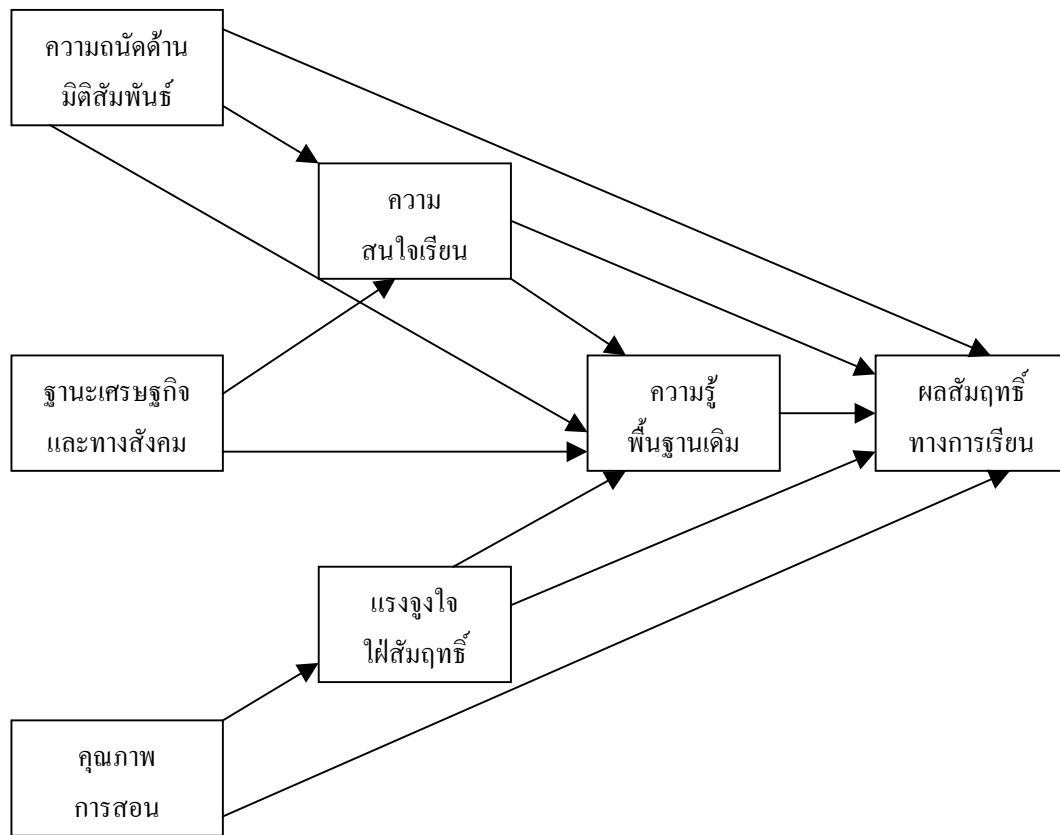 ความถนัดด้าน
มิติสัมพันธ์
ความ
สนใจเรียน
ฐานะเศรษฐกิจ
และทางสังคม
ความรู้
พื้นฐานเดิม
ผลสัมฤทธิ์
ทางการเรียน
แรงจูงใจ
ใฝ่สัมฤทธิ์
คุณภาพ
การสอน